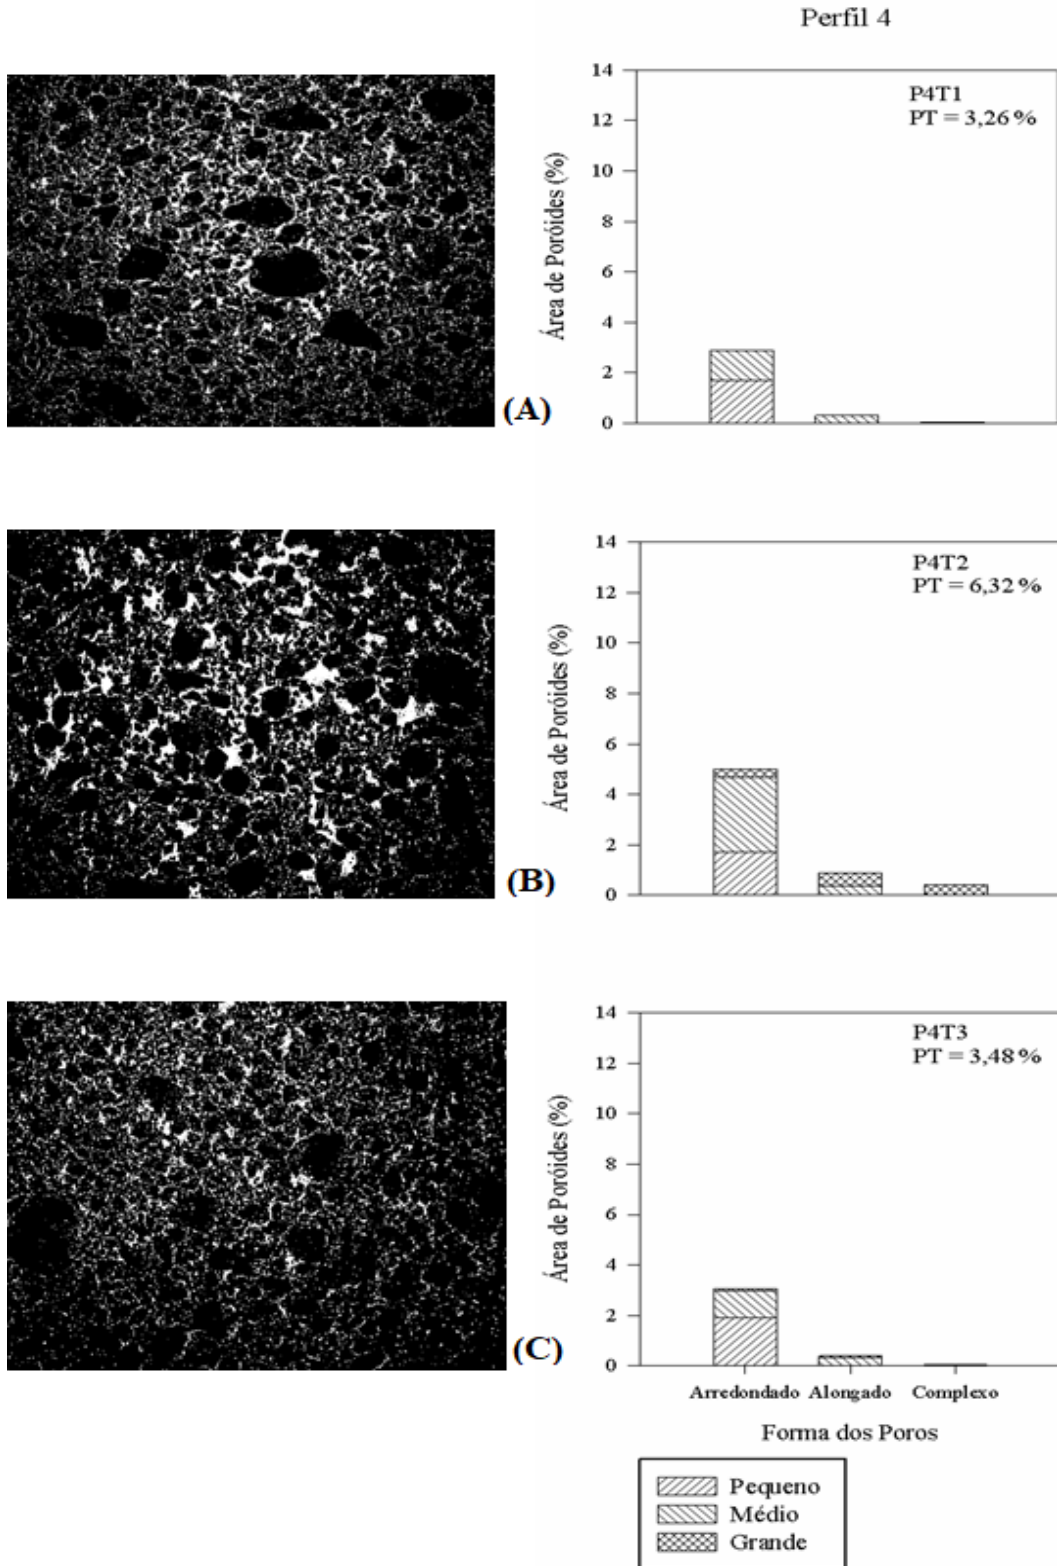 Perfil 4
14
12
10
8
6
4
2
0
Área de Poróides (%)
P4T1
PT = 3,26 %
(A)
14
12
10
8
6
4
2
0
Área de Poróides (%)
P4T2
PT = 6,32 %
(B)
14
12
10
8
6
4
2
0
Área de Poróides (%)
P4T3
PT = 3,48 %
(C)
Arredondado Alongado Complexo
Forma dos Poros
Pequeno
Médio
Grande